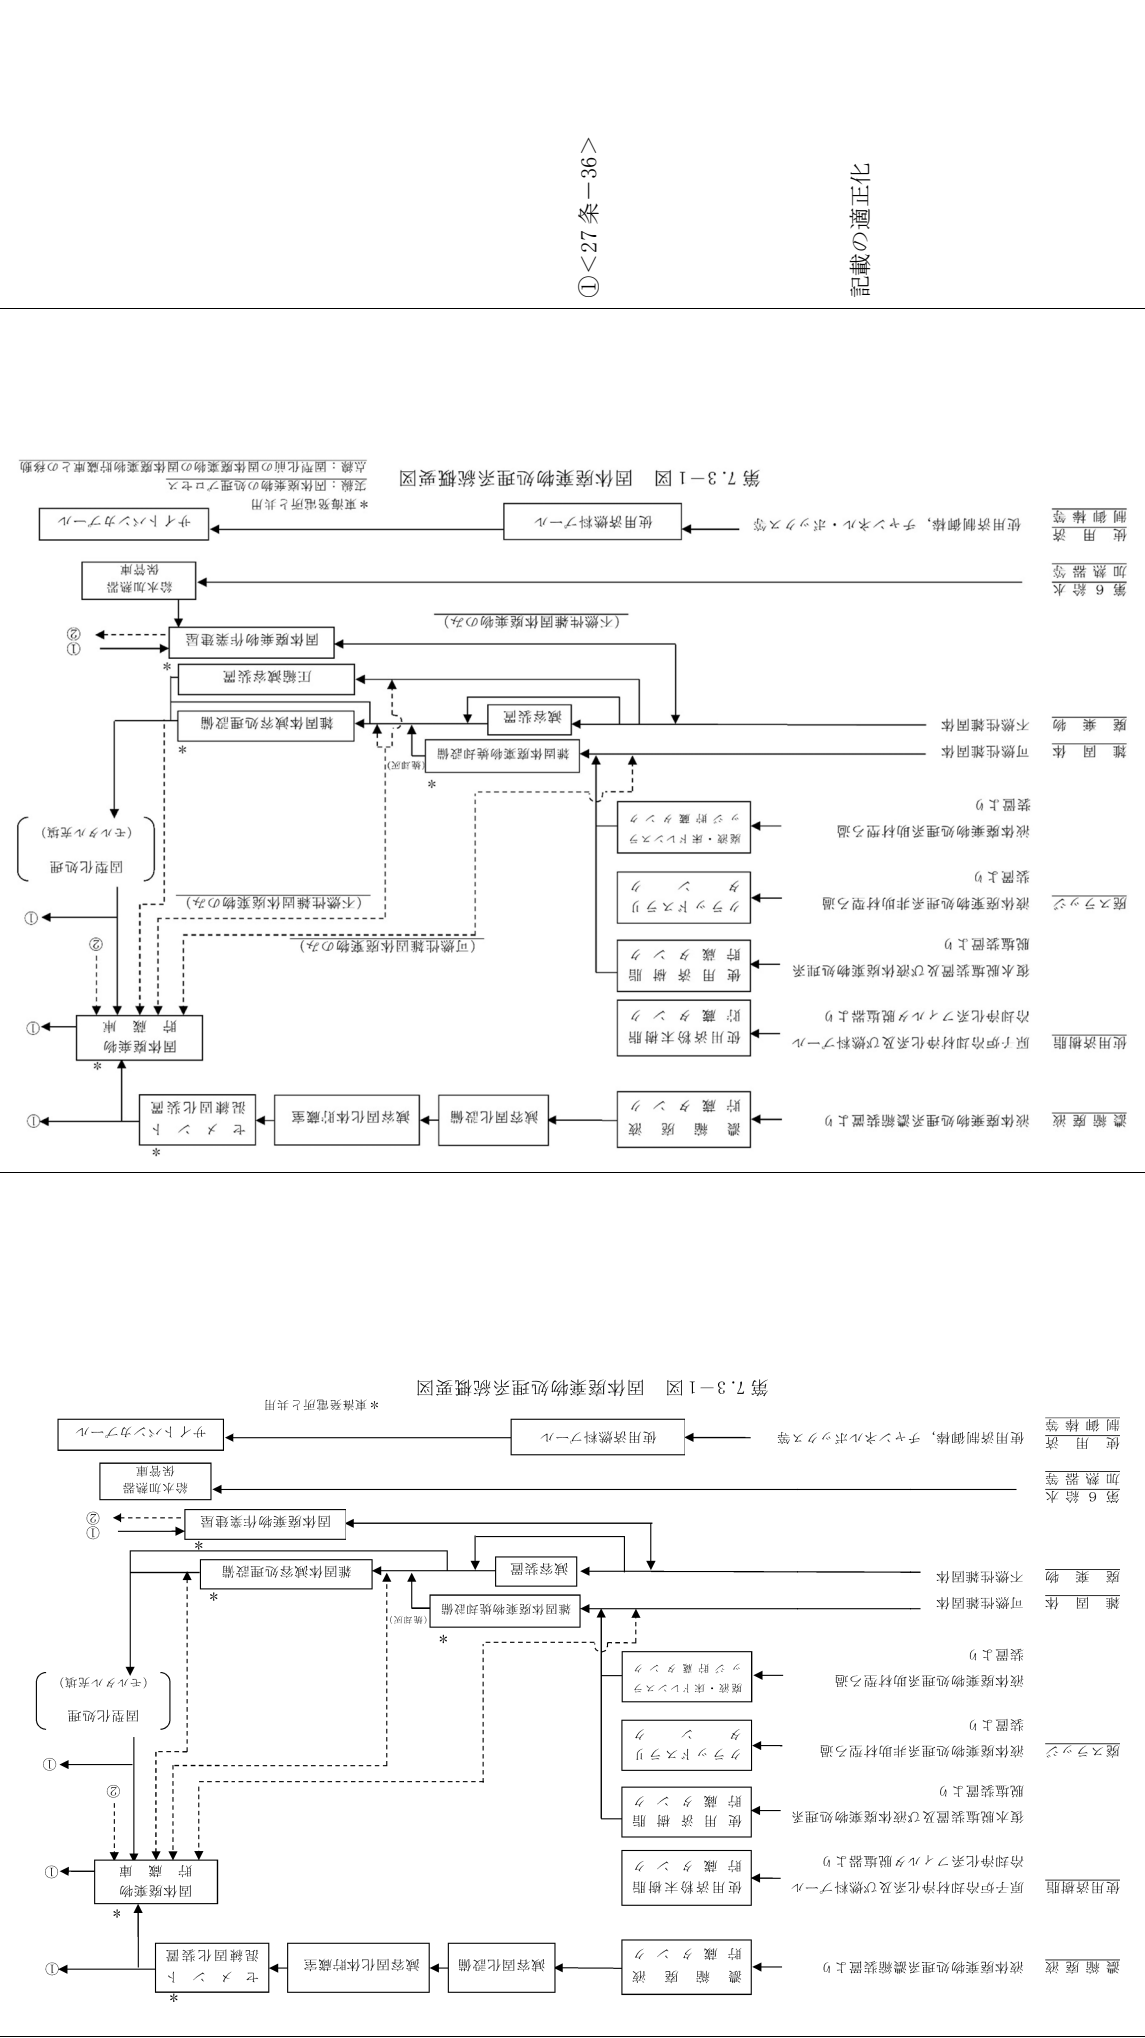 ①<27 条－36>
記載の適正化
濃縮廃液
液体廃棄物処理系濃縮装置より
濃縮廃液
貯蔵タンク
減容固化設備
減容固化体貯蔵室
セメント
混練固化装置
*
①
使用済樹脂
原子炉冷却材浄化系及び燃料プール
冷却浄化系フィルタ脱塩器より
使用済粉末樹脂
貯蔵タンク
固体廃棄物
貯蔵庫
*
①
復水脱塩装置及び液体廃棄物処理系
脱塩装置より
使用済樹脂
貯蔵タンク
②
(可燃性雑固体廃棄物のみ)
廃スラッジ
液体廃棄物処理系非助材型ろ過
装置より
クラッドスラリ
タンク
(不燃性雑固体廃棄物のみ)
①
液体廃棄物処理系助材型ろ過
装置より
廃液・床ドレンスラ
ッジ貯蔵タンク
固型化処理
(モルタル充填)
雑固体
廃棄物
可燃性雑固体
雑固体廃棄物焼却設備
*
(焼却灰)
不燃性雑固体
減容装置
雑固体減容処理設備
*
圧縮減容装置
*
固体廃棄物作業建屋
①
②
(不燃性雑固体廃棄物のみ)
第6給水
加熱器等
給水加熱器
保管庫
使用済
制御棒等
使用済制御棒，チャンネル・ボックス等
使用済燃料プール
サイトバンカプール
*東海発電所と共用
実線：固体廃棄物の処理プロセス
点線：固型化前の固体廃棄物の固体廃棄物貯蔵庫との移動
第 7.3－1 図　固体廃棄物処理系統概要図
濃縮廃液
液体廃棄物処理系濃縮装置より
濃縮廃液
貯蔵タンク
減容固化設備
減容固化体貯蔵室
セメント
混練固化装置
*
①
使用済樹脂
原子炉冷却材浄化系及び燃料プール
冷却浄化系フィルタ脱塩器より
使用済粉末樹脂
貯蔵タンク
固体廃棄物
貯蔵庫
*
①
復水脱塩装置及び液体廃棄物処理系
脱塩装置より
使用済樹脂
貯蔵タンク
②
廃スラッジ
液体廃棄物処理系非助材型ろ過
装置より
クラッドスラリ
タンク
①
液体廃棄物処理系助材型ろ過
装置より
廃液・床ドレンスラ
ッジ貯蔵タンク
固型化処理
(モルタル充填)
雑固体
廃棄物
可燃性雑固体
雑固体廃棄物焼却設備
*
(焼却灰)
不燃性雑固体
減容装置
雑固体減容処理設備
*
固体廃棄物作業建屋
*
①
②
第6給水
加熱器等
給水加熱器
保管庫
使用済
制御棒等
使用済制御棒，チャンネルボックス等
使用済燃料プール
サイトバンカプール
*東海発電所と共用
第 7.3－1 図　固体廃棄物処理系統概要図